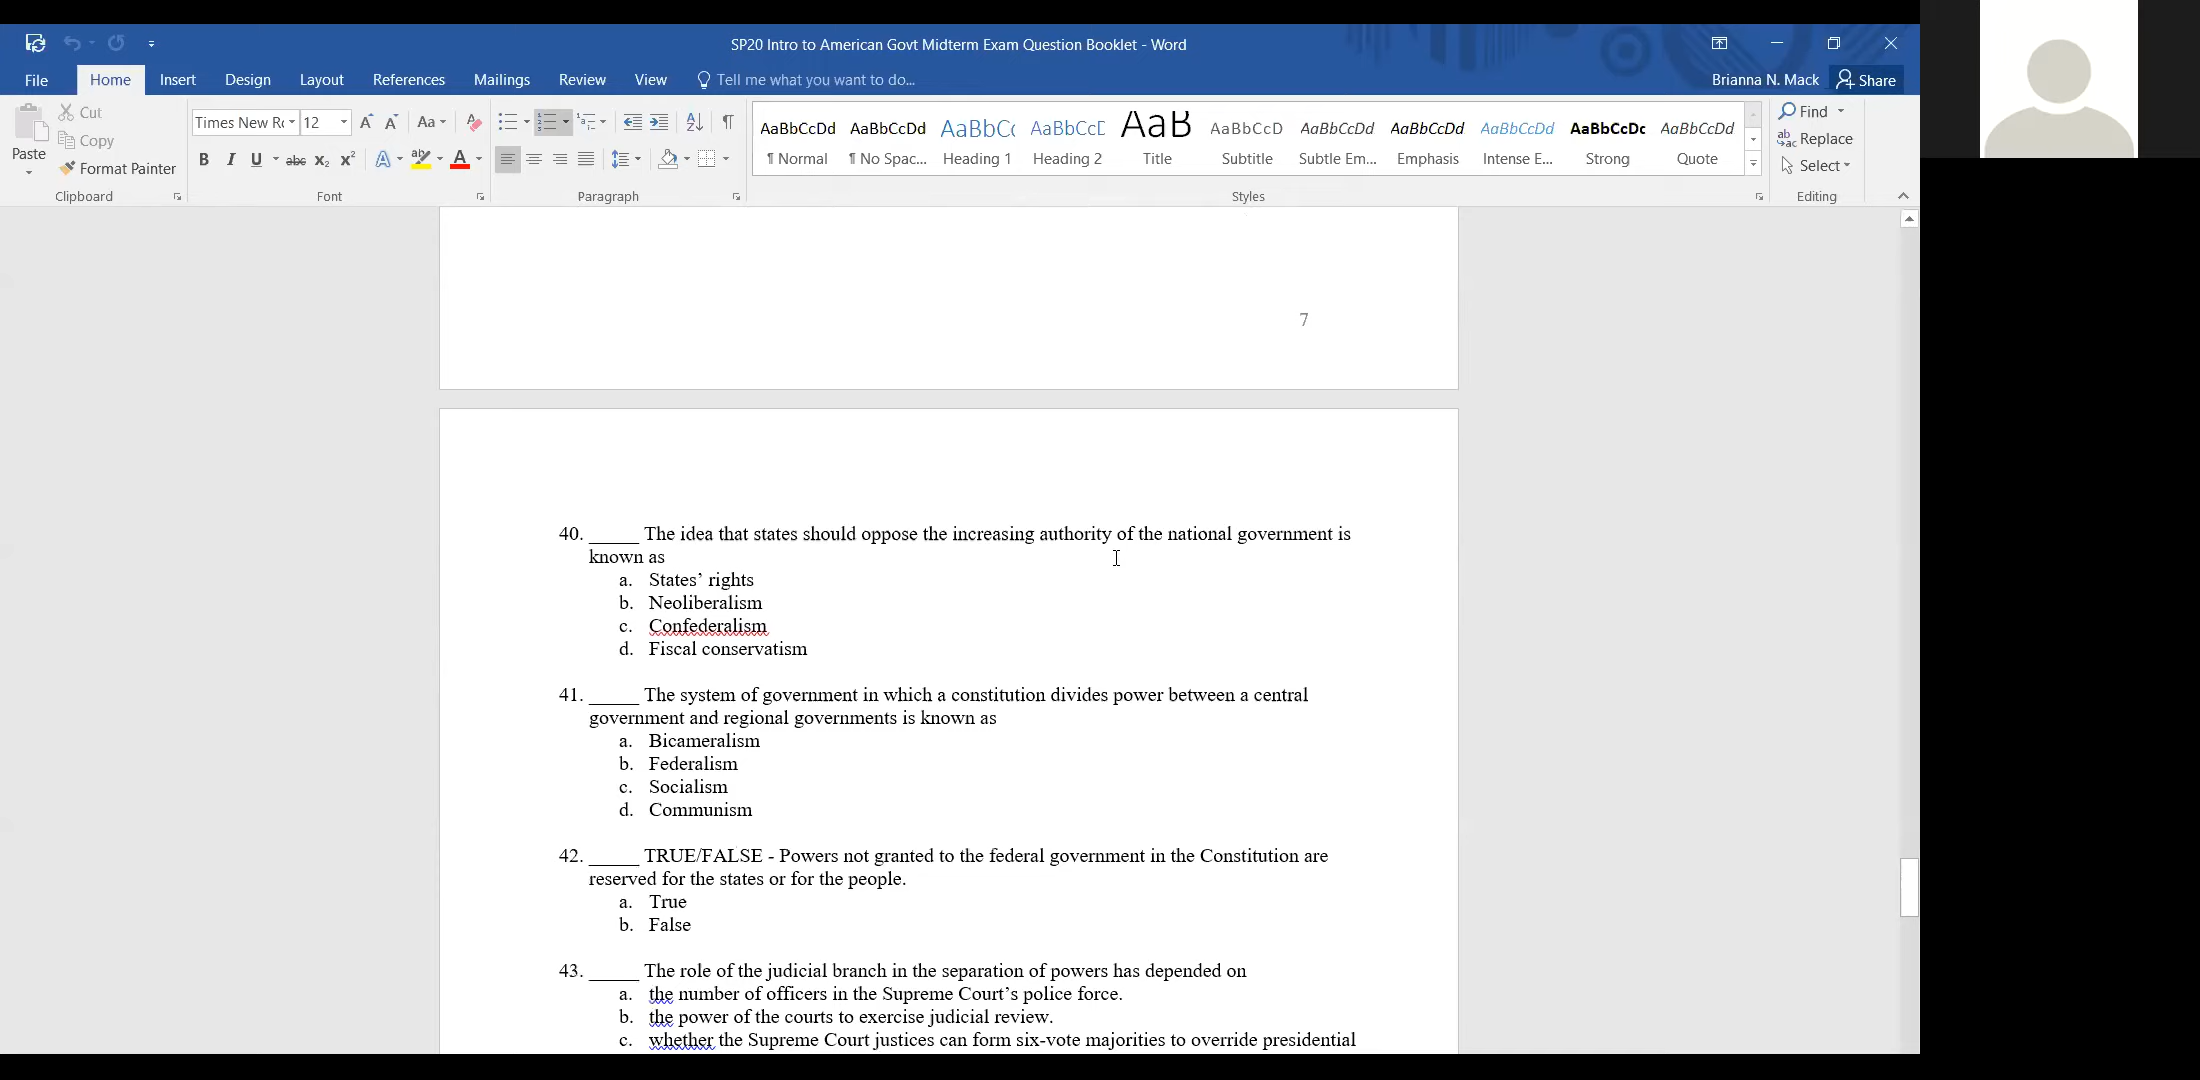 SP20 Intro to American Govt Midterm Exam Question Booklet - Word
File Home Insert Design Layout References Mailings Review View Tell me what you want to do... Brianna N. Mack Share
Paste
Cut
Copy
Format Painter
Clipboard
Times New Ro 12
Aa
B I U abc x₂ x² A ab A
Font
Paragraph
AaBbCcDd AaBbCcDd AaBbCc AaBbCcE AaB AaBbCcD AaBbCcDd AaBbCcDd AaBbCcDd AaBbCcDc AaBbCcDd
¶ Normal ¶ No Spac... Heading 1 Heading 2 Title Subtitle Subtle Em... Emphasis Intense E... Strong Quote
Styles
Find
Replace
Select
Editing
7
40. _____ The idea that states should oppose the increasing authority of the national government is
known as
a. States’ rights
b. Neoliberalism
c. Confederalism
d. Fiscal conservatism
41. _____ The system of government in which a constitution divides power between a central
government and regional governments is known as
a. Bicameralism
b. Federalism
c. Socialism
d. Communism
42. _____ TRUE/FALSE - Powers not granted to the federal government in the Constitution are
reserved for the states or for the people.
a. True
b. False
43. _____ The role of the judicial branch in the separation of powers has depended on
a. the number of officers in the Supreme Court’s police force.
b. the power of the courts to exercise judicial review.
c. whether the Supreme Court justices can form six-vote majorities to override presidential